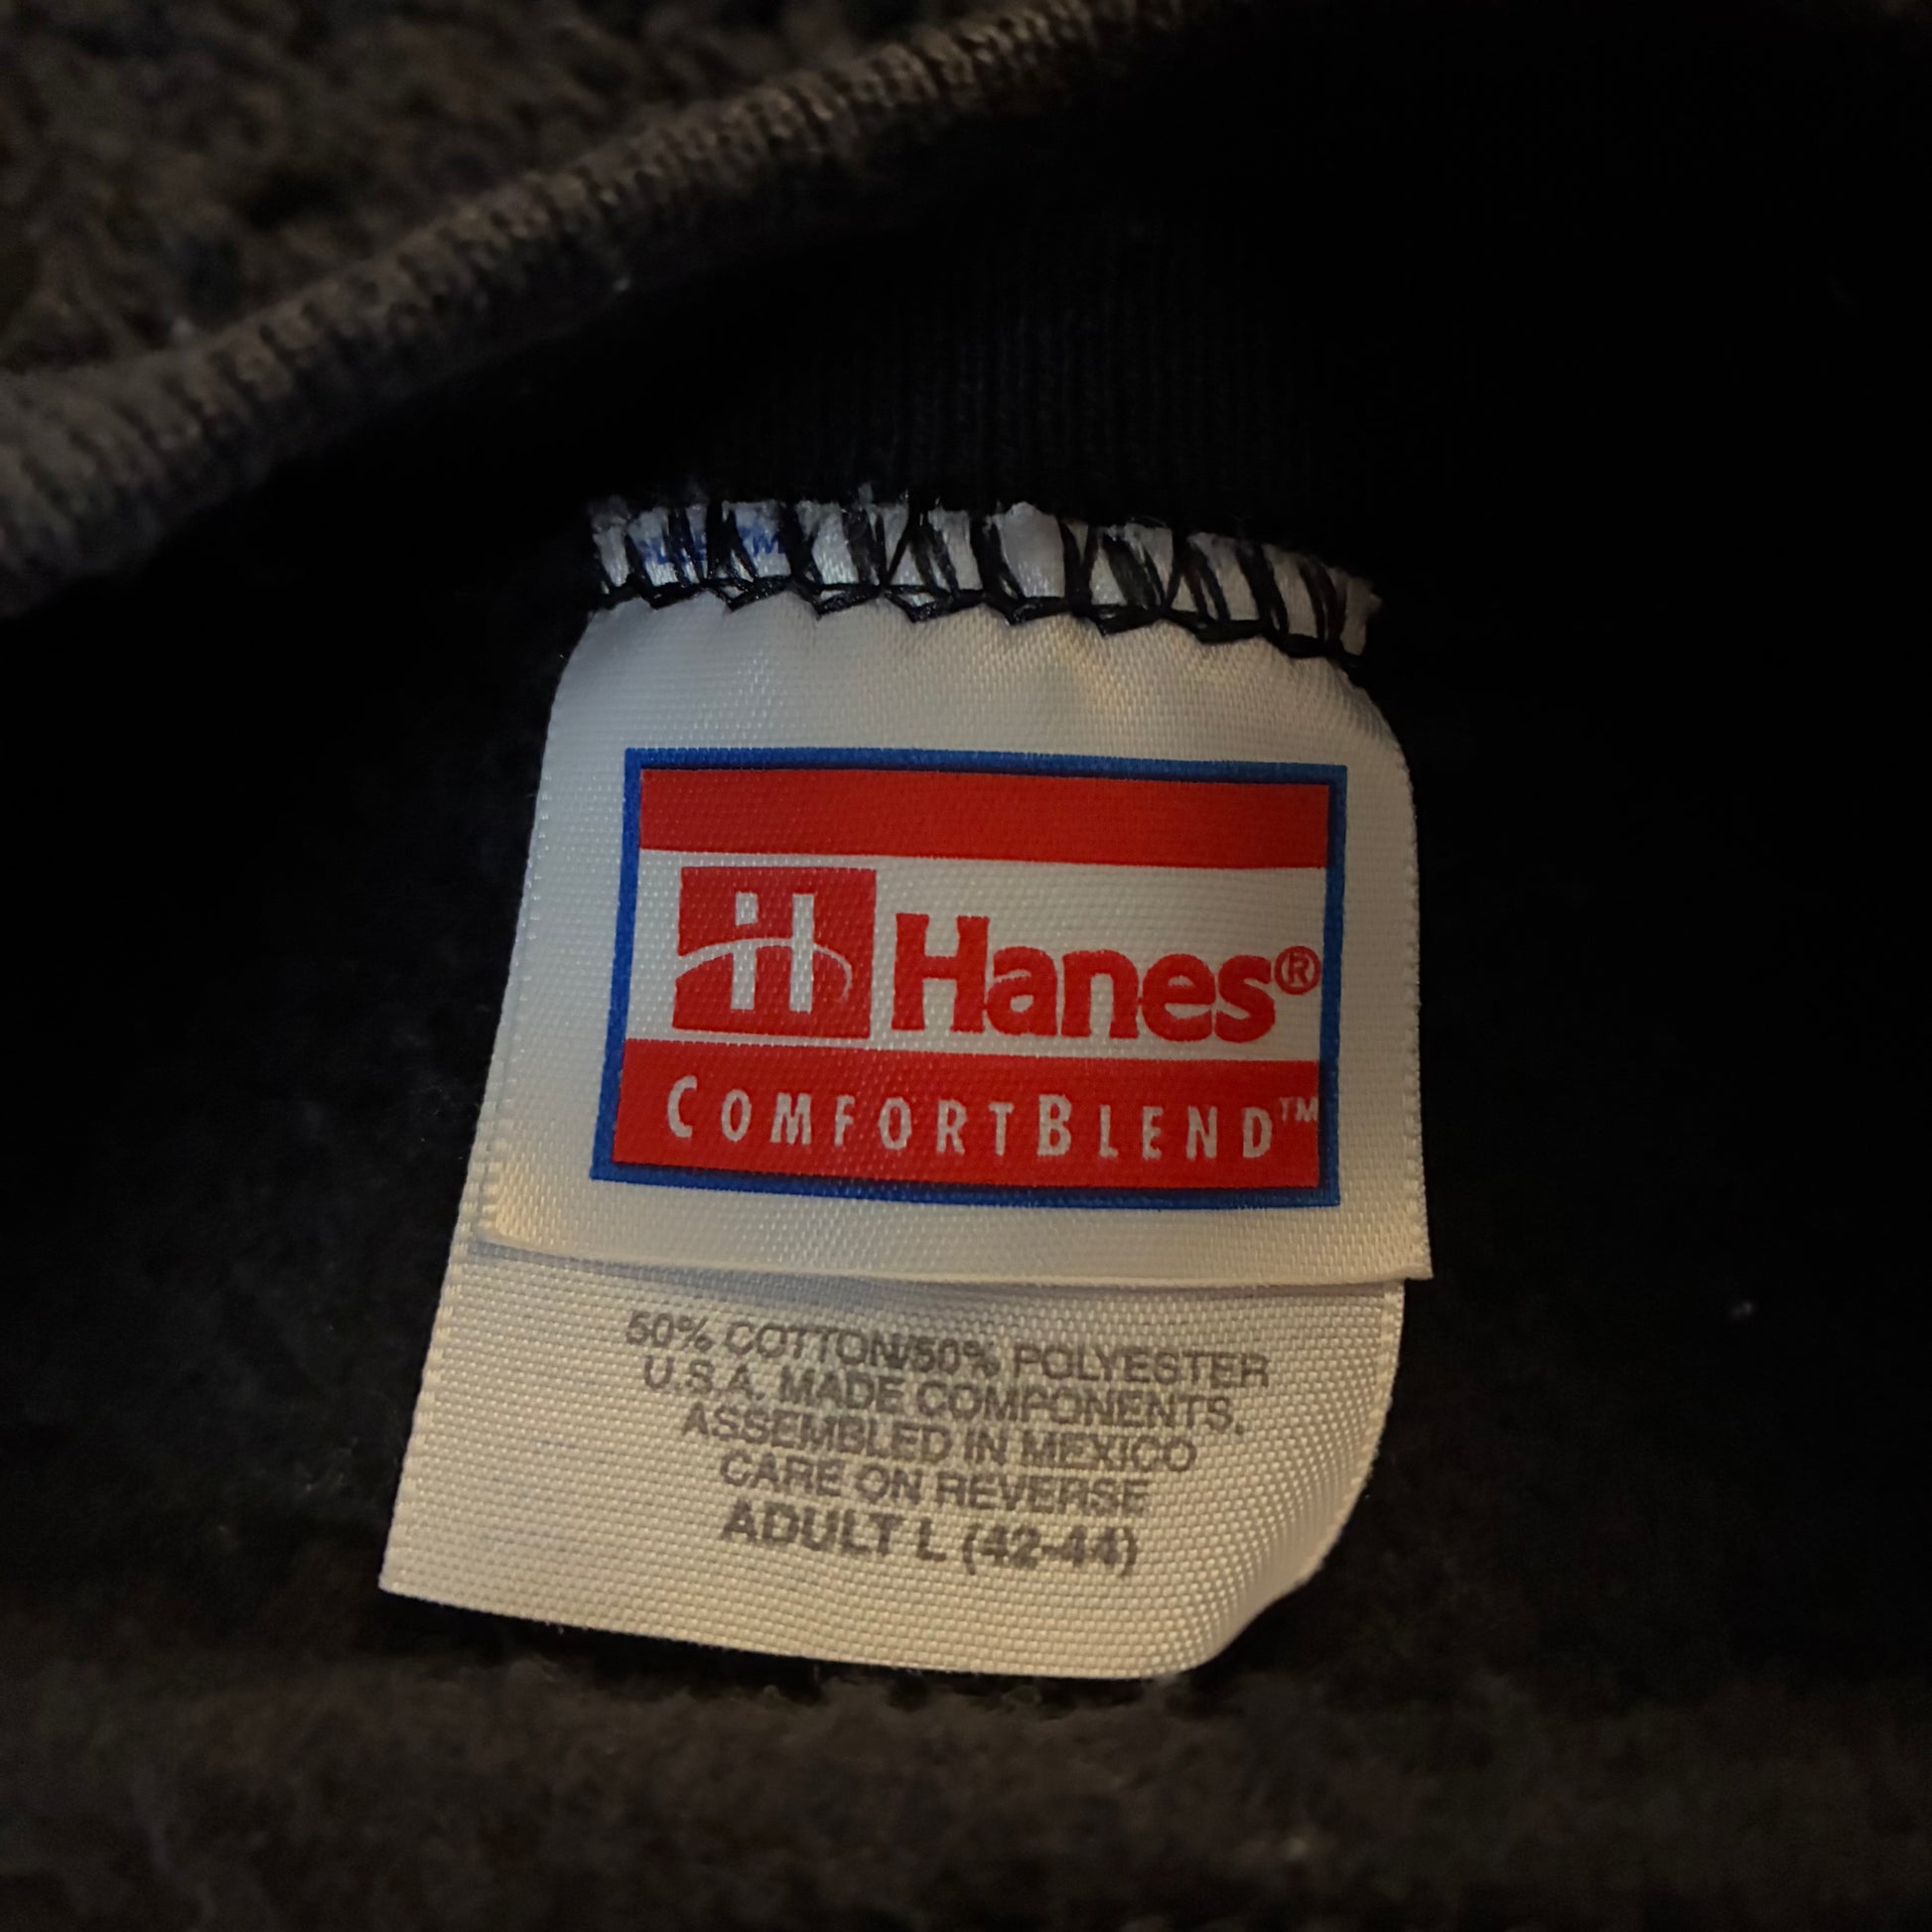 Hanes®
COMFORTBLEND™
50% COTTON/50% POLYESTER
U.S.A. MADE COMPONENTS.
ASSEMBLED IN MEXICO
CARE ON REVERSE
ADULT L (42-44)